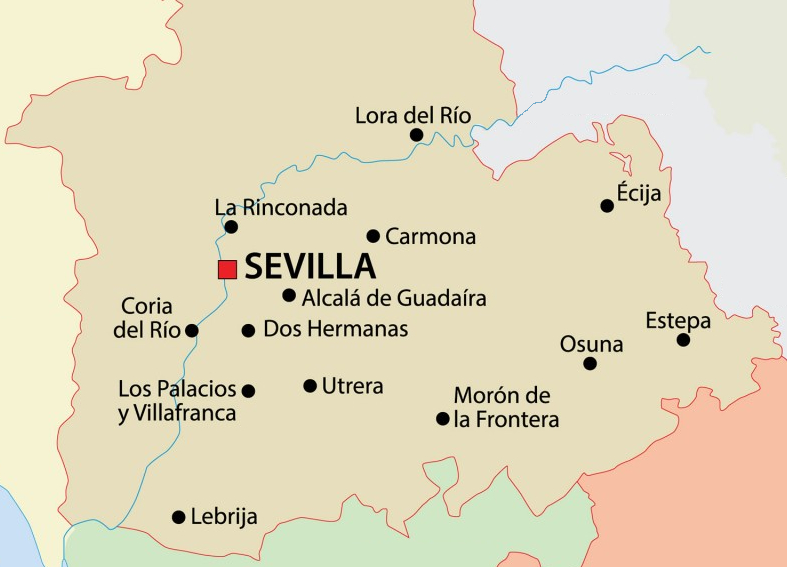 Lora del Río
Écija
La Rinconada
Carmona
SEVILLA
Alcalá de Guadaíra
Coria
del Río
Dos Hermanas
Estepa
Osuna
Los Palacios
y Villafranca
Utrera
Morón de
la Frontera
Lebrija